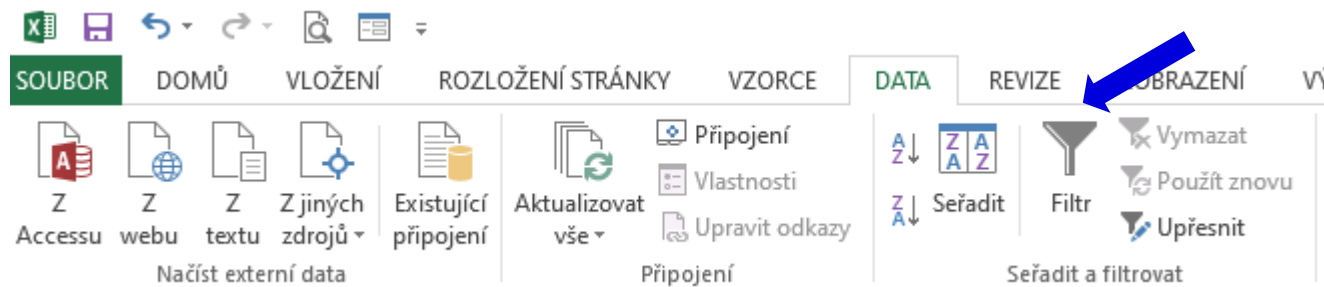 SOUBOR DOMŮ VLOŽENÍ ROZLOŽENÍ STRÁNKY VZORCE DATA REVIZE
Z Accessu
Z webu
Z textu
Z jiných zdrojů
Existující připojení
Načíst externí data
Aktualizovat vše
Připojení
Vlastnosti
Upravit odkazy
Připojení
Seřadit
Filtr
Vymazat
Použít znovu
Upřesnit
Seřadit a filtrovat